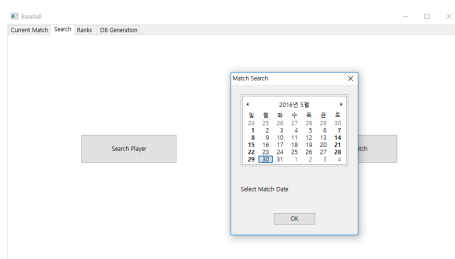 Baseball
Current Match Search Ranks DB Generation
Match Search
2016년 5월
일 월 화 수 목 금 토
24 25 26 27 28 29 30
1 2 3 4 5 6 7
8 9 10 11 12 13 14
15 16 17 18 19 20 21
22 23 24 25 26 27 28
29 30 31 1 2 3 4
Search Player
Select Match Date
OK